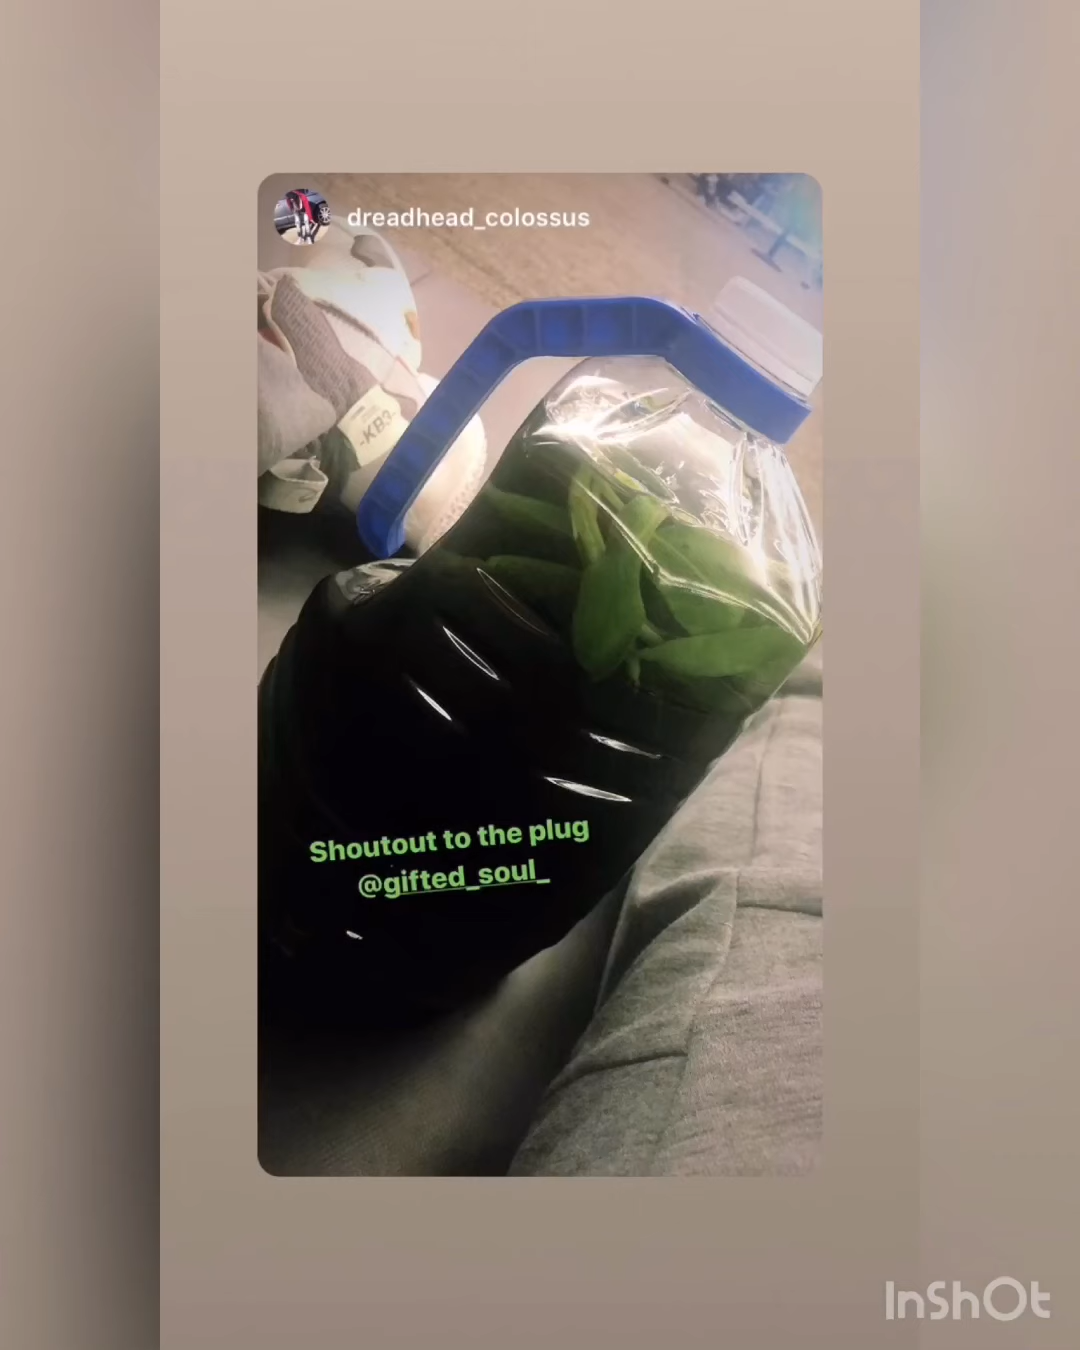 dreadhead_colossus
-KB3-
Shoutout to the plug
@gifted_soul_
InShOt